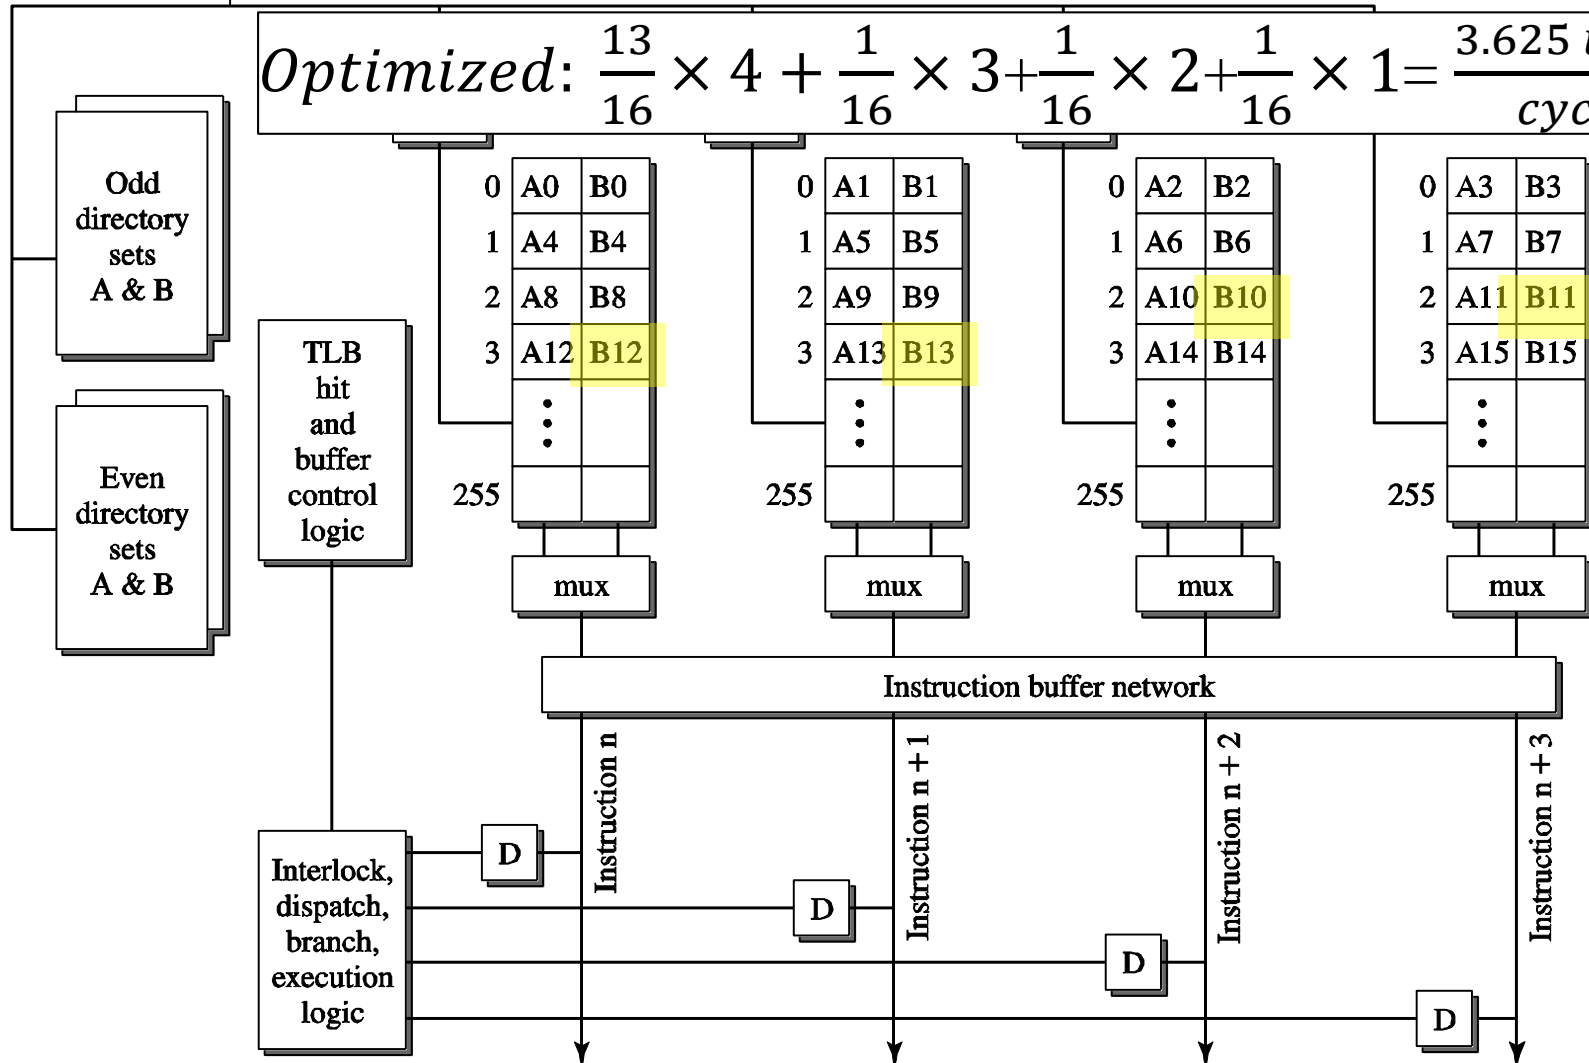 Optimized: 13/16 × 4 + 1/16 × 3+1/16 × 2+1/16 × 1= 3.625
Odd
directory
sets
A & B
Even
directory
sets
A & B
TLB
hit
and
buffer
control
logic
0 A0 B0 0 A1 B1 0 A2 B2 0 A3 B3
1 A4 B4 1 A5 B5 1 A6 B6 1 A7 B7
2 A8 B8 2 A9 B9 2 A10 B10 2 A11 B11
3 A12 B12 3 A13 B13 3 A14 B14 3 A15 B15
255 255 255 255
mux mux mux mux
Instruction buffer network
Instruction n
Instruction n + 1
Instruction n + 2
Instruction n + 3
Interlock,
dispatch,
branch,
execution
logic
D
D
D
D